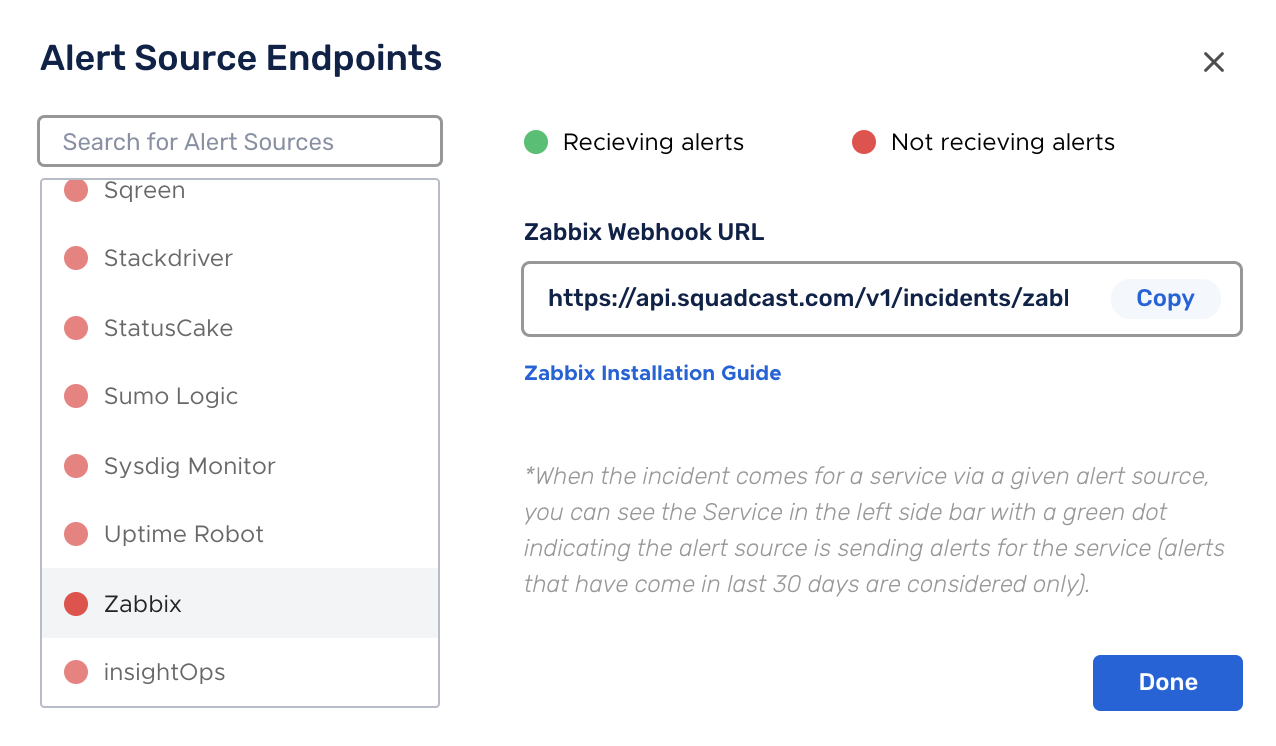 Alert Source Endpoints
Search for Alert Sources
Sqreen
Stackdriver
StatusCake
Sumo Logic
Sysdig Monitor
Uptime Robot
Zabbix
insightOps
Recieving alerts
Not recieving alerts
Zabbix Webhook URL
https://api.squadcast.com/v1/incidents/zabl
Copy
Zabbix Installation Guide
*When the incident comes for a service via a given alert source,
you can see the Service in the left side bar with a green dot
indicating the alert source is sending alerts for the service (alerts
that have come in last 30 days are considered only).
Done